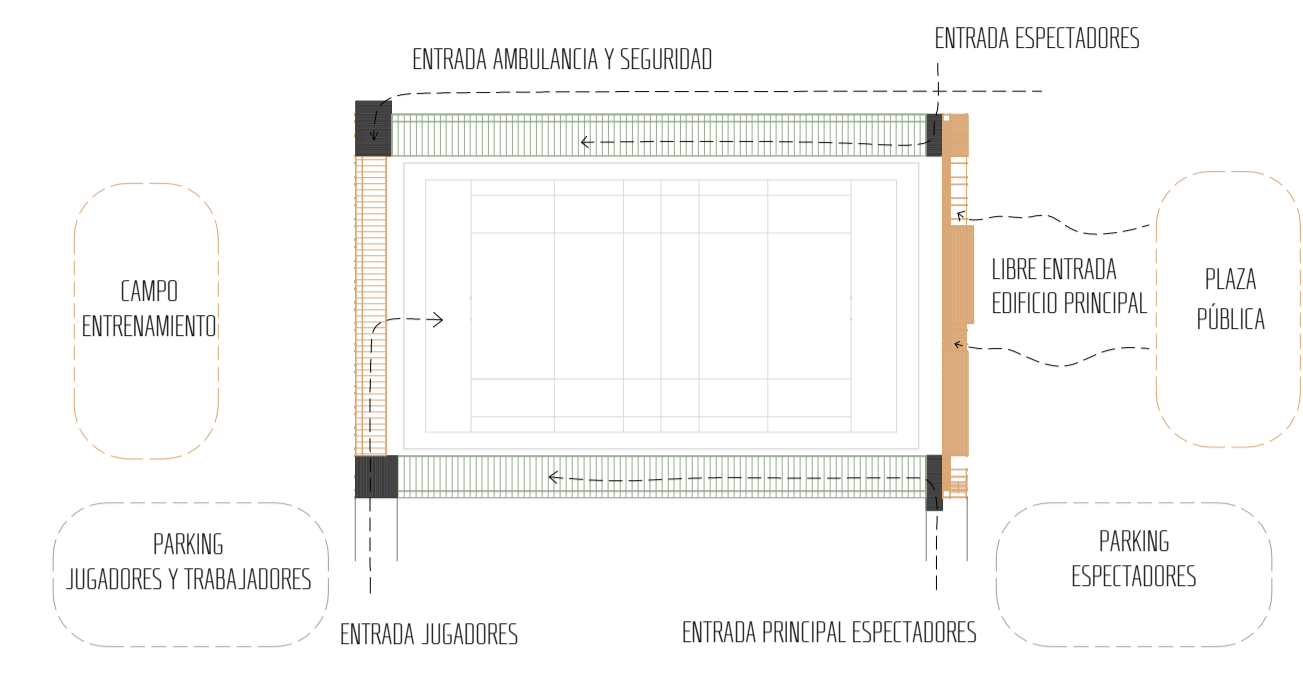 ENTRADA ESPECTADORES
ENTRADA AMBULANCIA Y SEGURIDAD
CAMPO
ENTRENAMIENTO
LIBRE ENTRADA
EDIFICIO PRINCIPAL
PLAZA
PÚBLICA
PARKING
JUGADORES Y TRABAJADORES
PARKING
ESPECTADORES
ENTRADA JUGADORES
ENTRADA PRINCIPAL ESPECTADORES